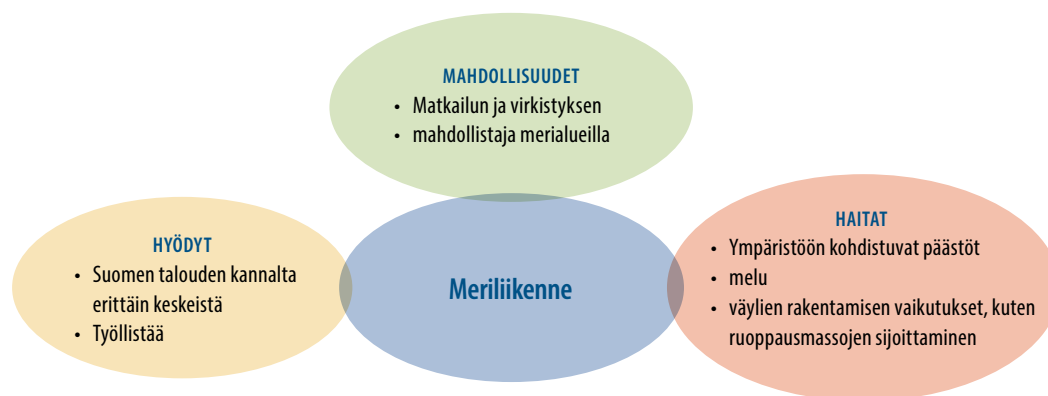 MAHDOLLISUUDET
• Matkailun ja virkistyksen
• mahdollistaja merialueilla
HYÖDYT
• Suomen talouden kannalta
erittäin keskeistä
• Työllistää
Meriliikenne
HAITAT
• Ympäristöön kohdistuvat päästöt
• melu
• väylien rakentamisen vaikutukset, kuten
ruoppausmassojen sijoittaminen